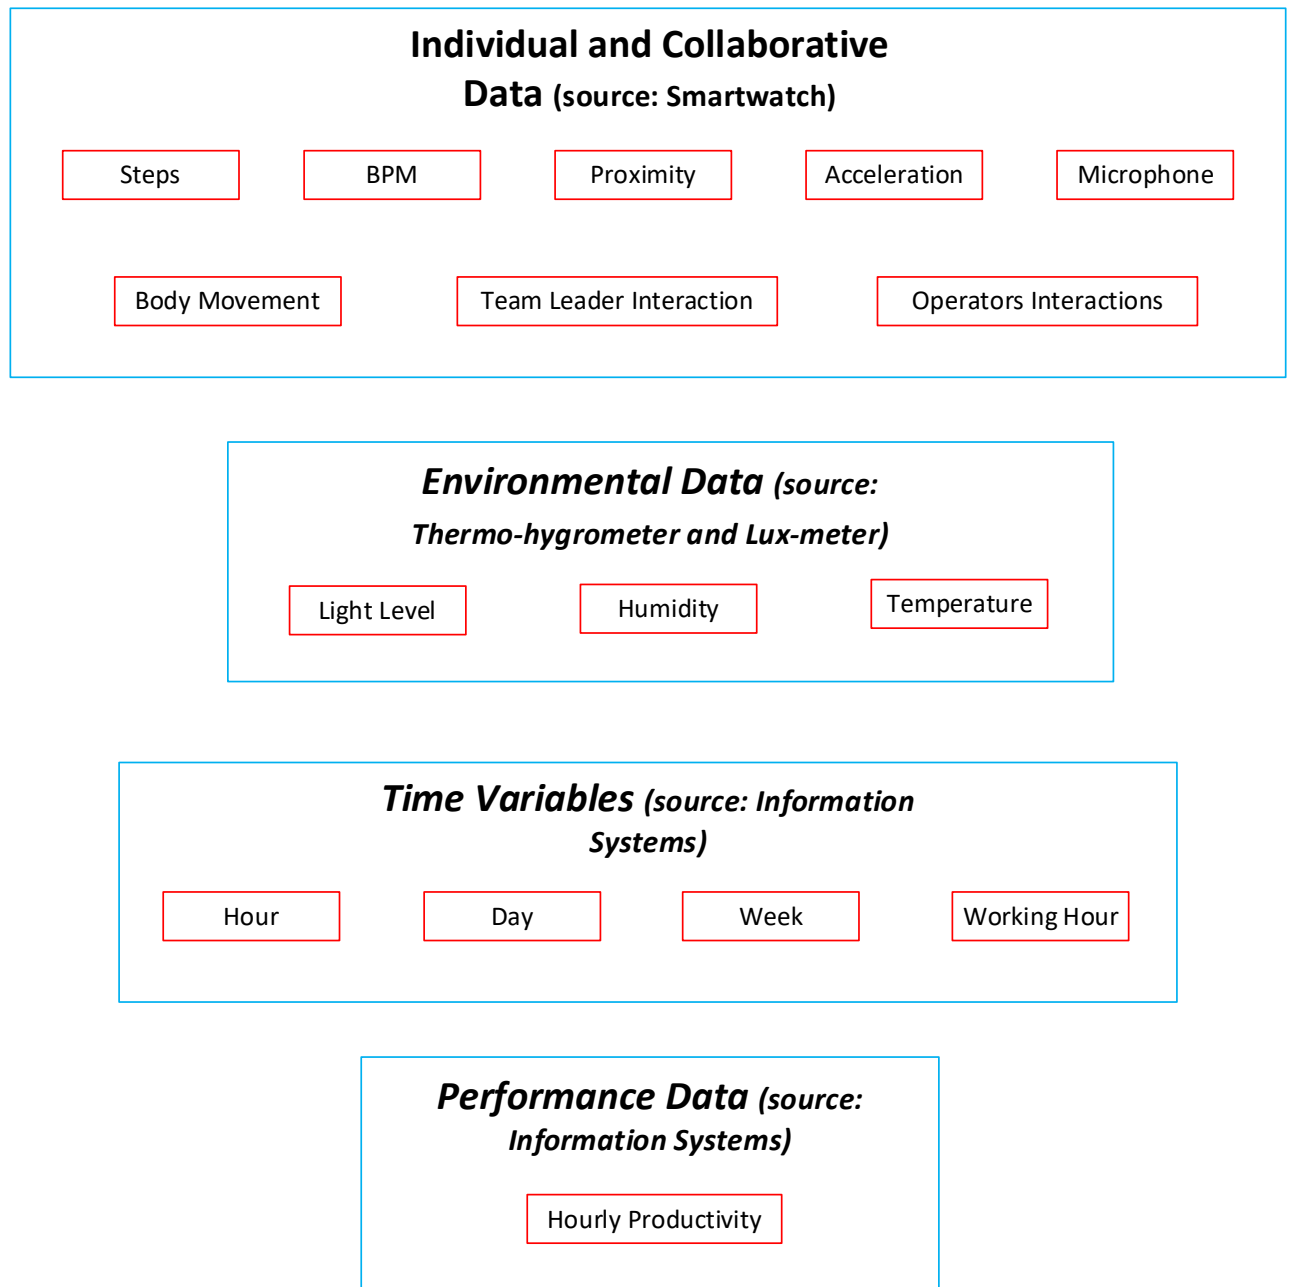 Individual and Collaborative
Data (source: Smartwatch)
Steps
BPM
Proximity
Acceleration
Microphone
Body Movement
Team Leader Interaction
Operators Interactions
Environmental Data (source:
Thermo-hygrometer and Lux-meter)
Light Level
Humidity
Temperature
Time Variables (source: Information
Systems)
Hour
Day
Week
Working Hour
Performance Data (source:
Information Systems)
Hourly Productivity